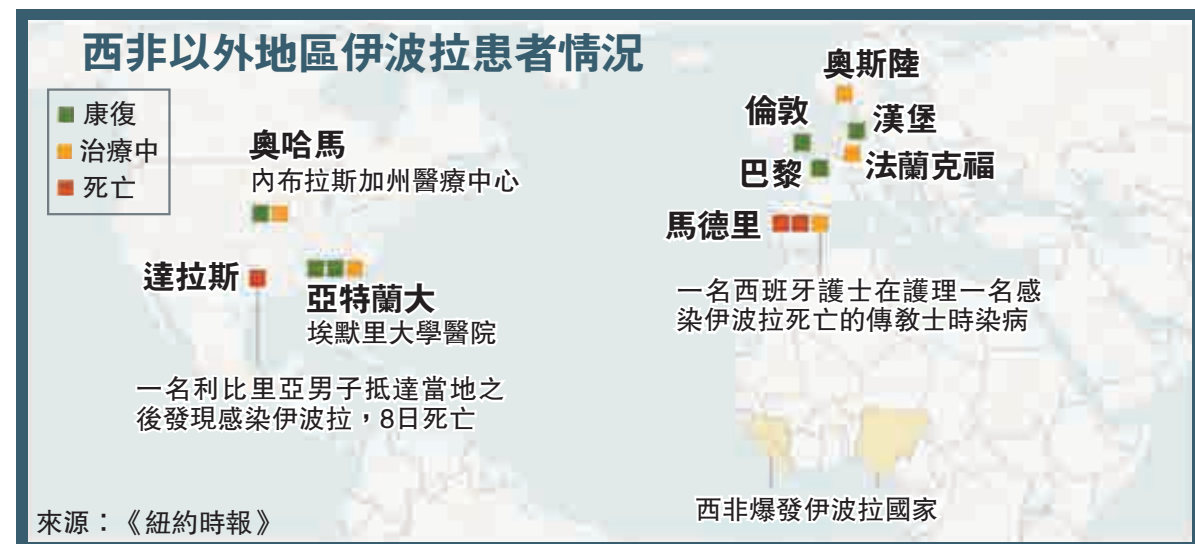 西非以外地區伊波拉患者情況
康復
治療中
死亡
奧哈馬
內布拉斯加州醫療中心
達拉斯
亞特蘭大
埃默里大學醫院
一名利比里亞男子抵達當地之
後發現感染伊波拉，8日死亡
奧斯陸
倫敦
漢堡
巴黎
法蘭克福
馬德里
一名西班牙護士在護理一名感
染伊波拉死亡的傳教士時染病
西非爆發伊波拉國家
來源：《紐約時報》